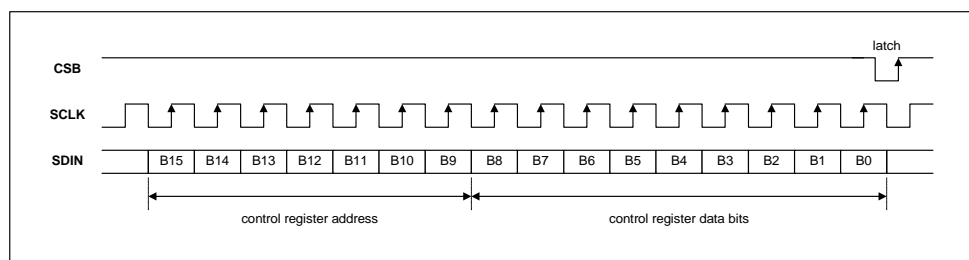 latch
CSB
SCLK
SDIN B15 B14 B13 B12 B11 B10 B9 B8 B7 B6 B5 B4 B3 B2 B1 B0
control register address control register data bits